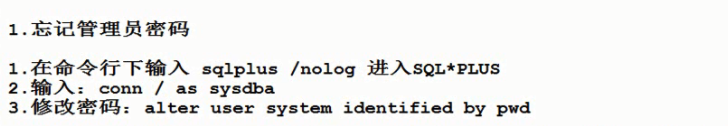 1.忘记管理员密码
1.在命令行下输入 sqlplus /nolog 进入SQL*PLUS
2.输入：conn / as sysdba
3.修改密码：alter user system identified by pwd